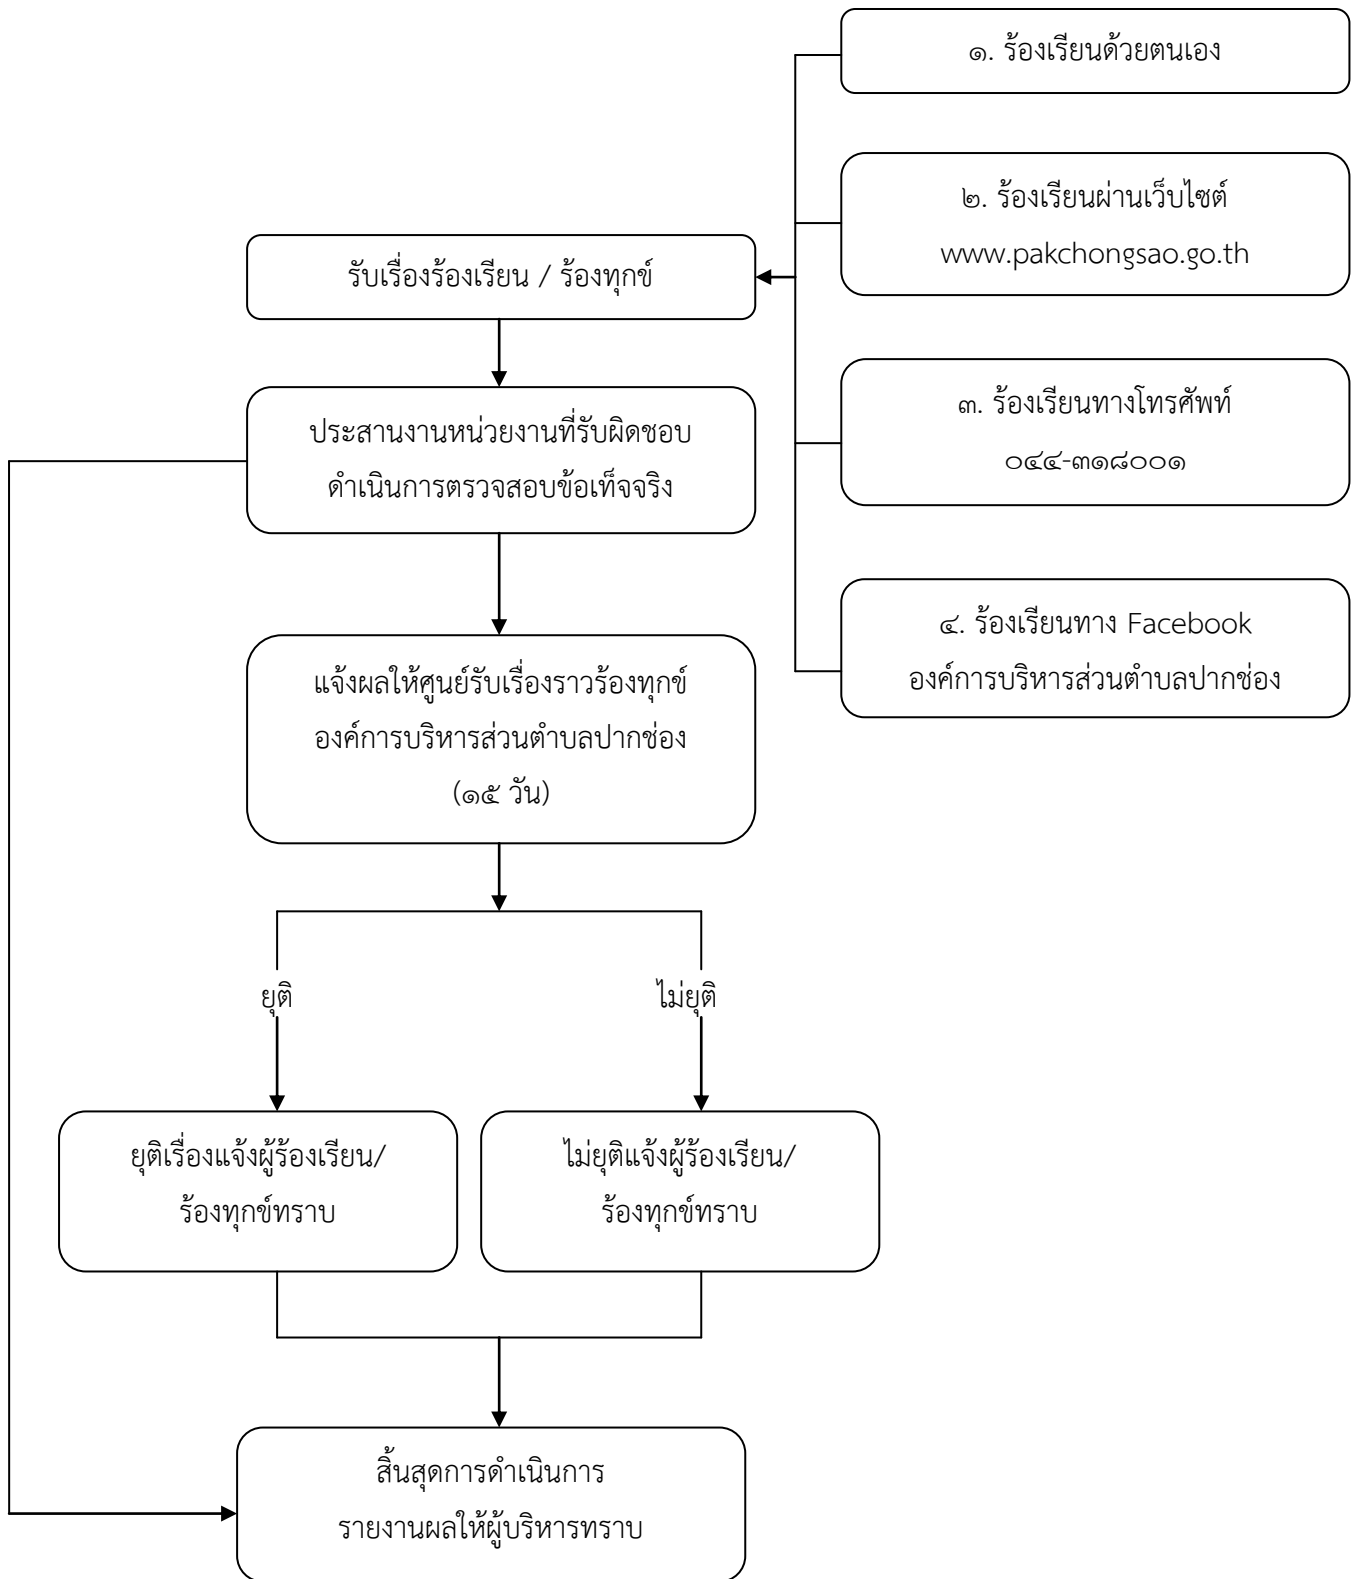 ๑. ร้องเรียนด้วยตนเอง
๒. ร้องเรียนผ่านเว็บไซต์
www.pakchongsao.go.th
รับเรื่องร้องเรียน / ร้องทุกข์
๓. ร้องเรียนทางโทรศัพท์
๐๔๔-๓๑๘๐๐๑
ประสานงานหน่วยงานที่รับผิดชอบ
ดำเนินการตรวจสอบข้อเท็จจริง
๔. ร้องเรียนทาง Facebook
องค์การบริหารส่วนตำบลปากช่อง
แจ้งผลให้ศูนย์รับเรื่องราวร้องทุกข์
องค์การบริหารส่วนตำบลปากช่อง
(๑๕ วัน)
ยุติ
ไม่ยุติ
ยุติเรื่องแจ้งผู้ร้องเรียน/
ร้องทุกข์ทราบ
ไม่ยุติแจ้งผู้ร้องเรียน/
ร้องทุกข์ทราบ
สิ้นสุดการดำเนินการ
รายงานผลให้ผู้บริหารทราบ